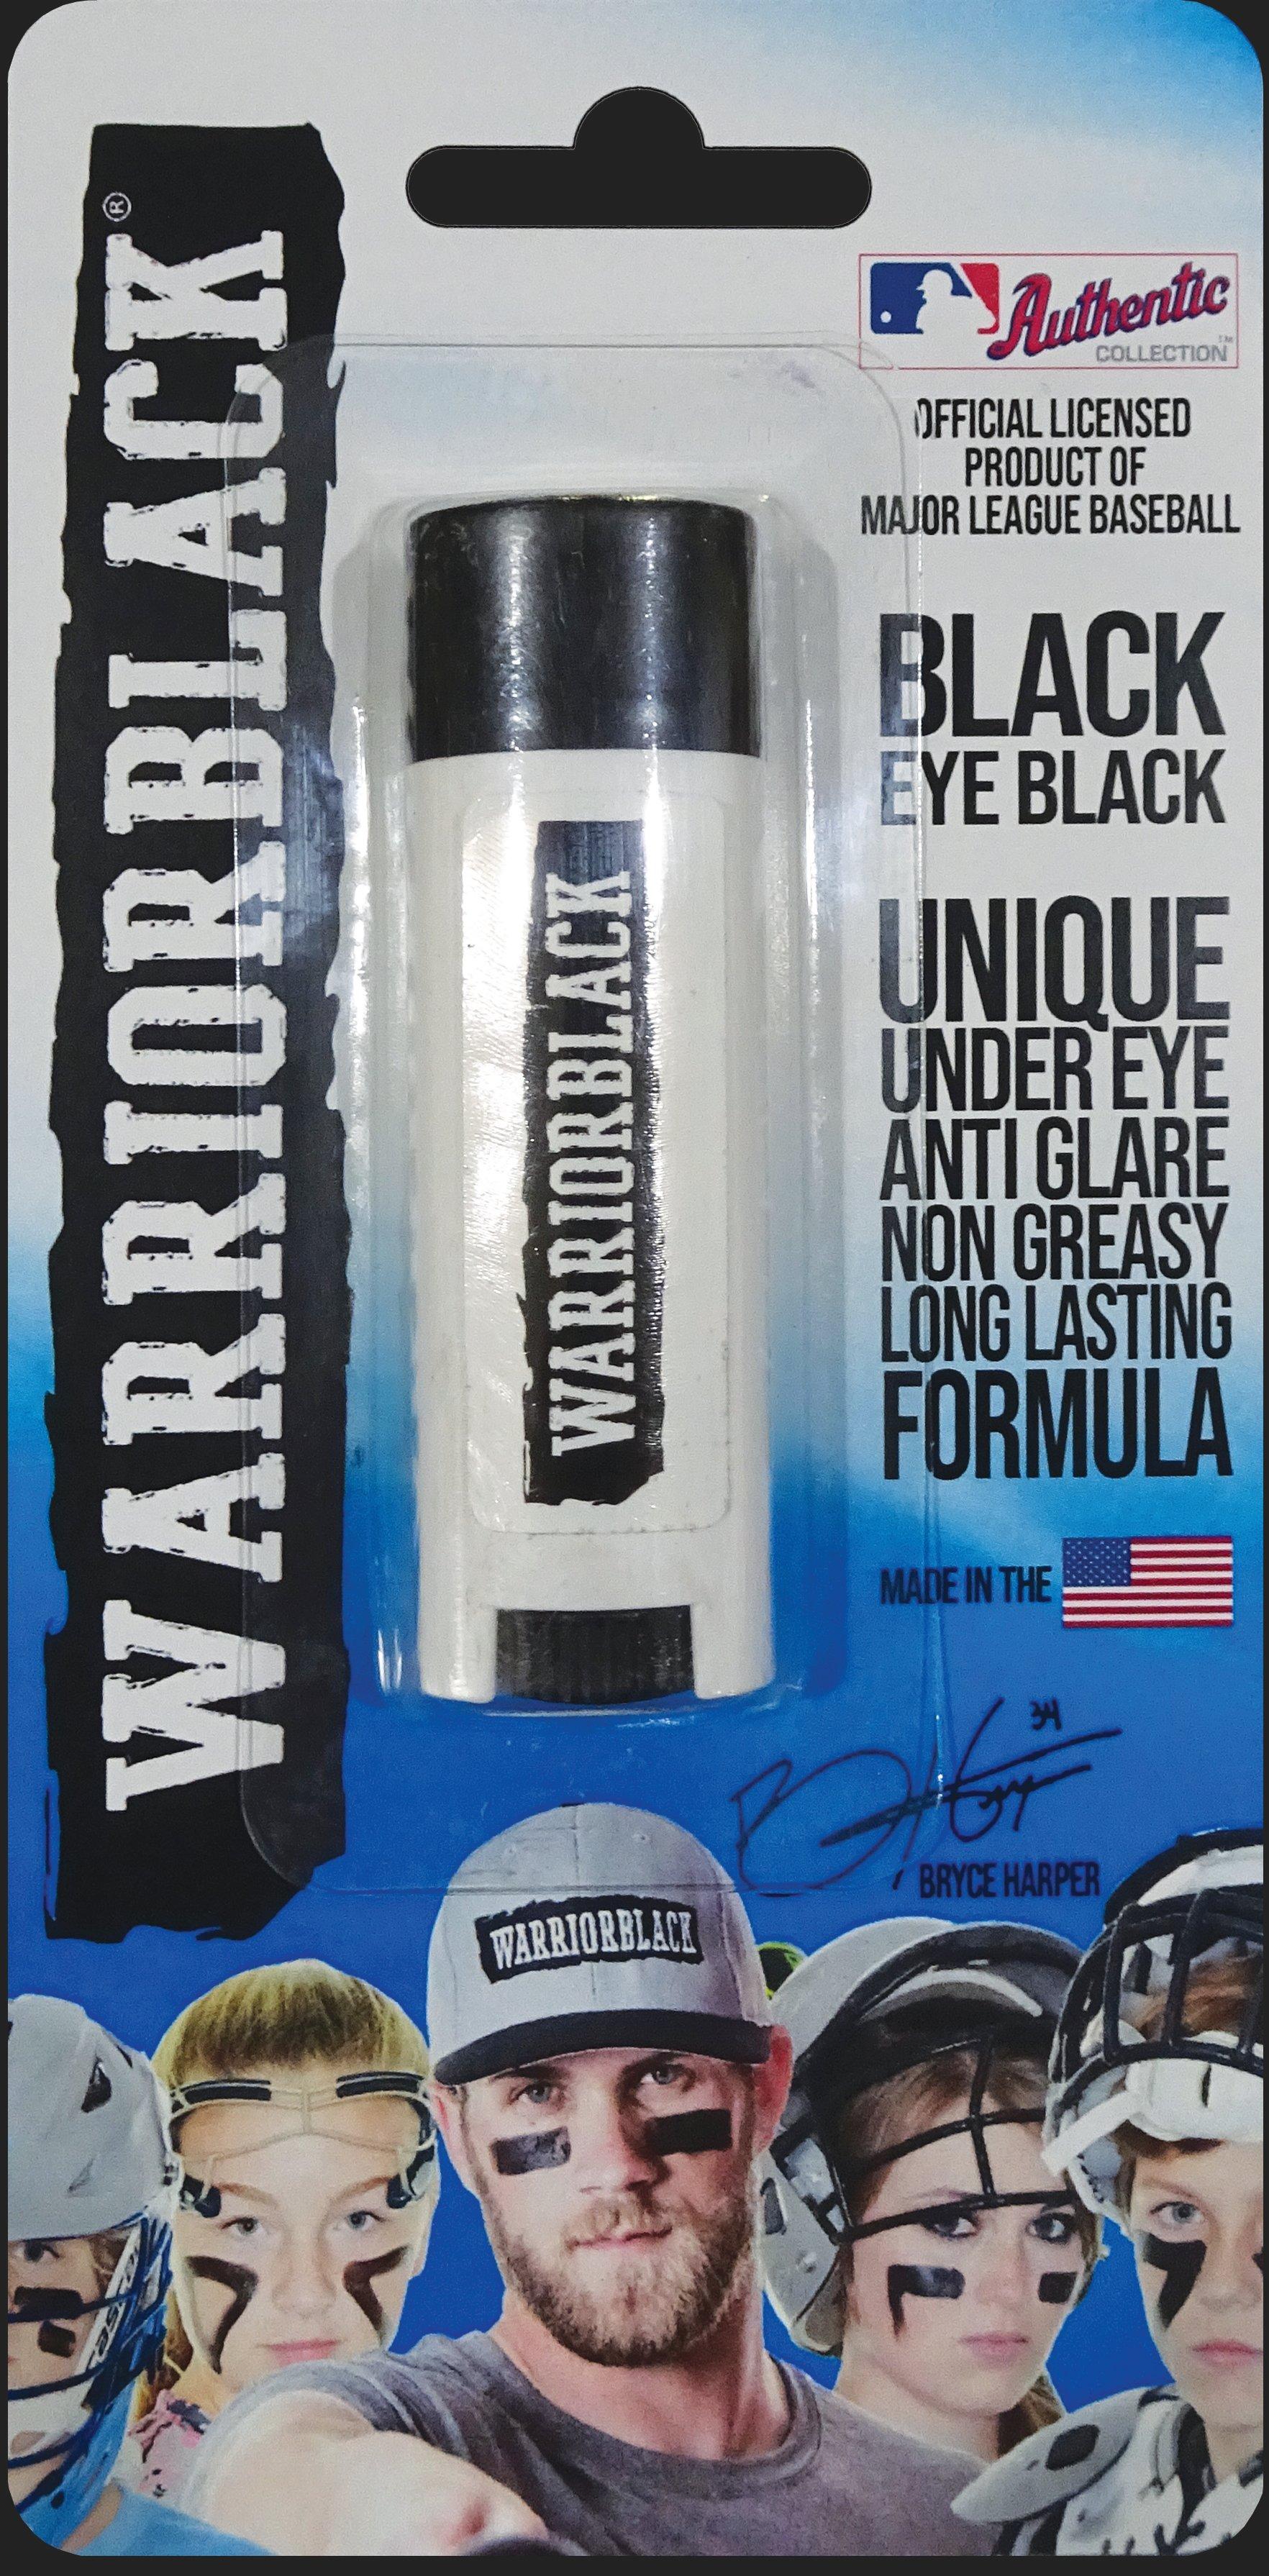 WARRIORBLACK®
Authentic
COLLECTION™
OFFICIAL LICENSED
PRODUCT OF
MAJOR LEAGUE BASEBALL
BLACK
EYE BLACK
UNIQUE
UNDER EYE
ANTI GLARE
NON GREASY
LONG LASTING
FORMULA
MADE IN THE
WARRIORBLACK
34
BRYCE HARPER
WARRIORBLACK